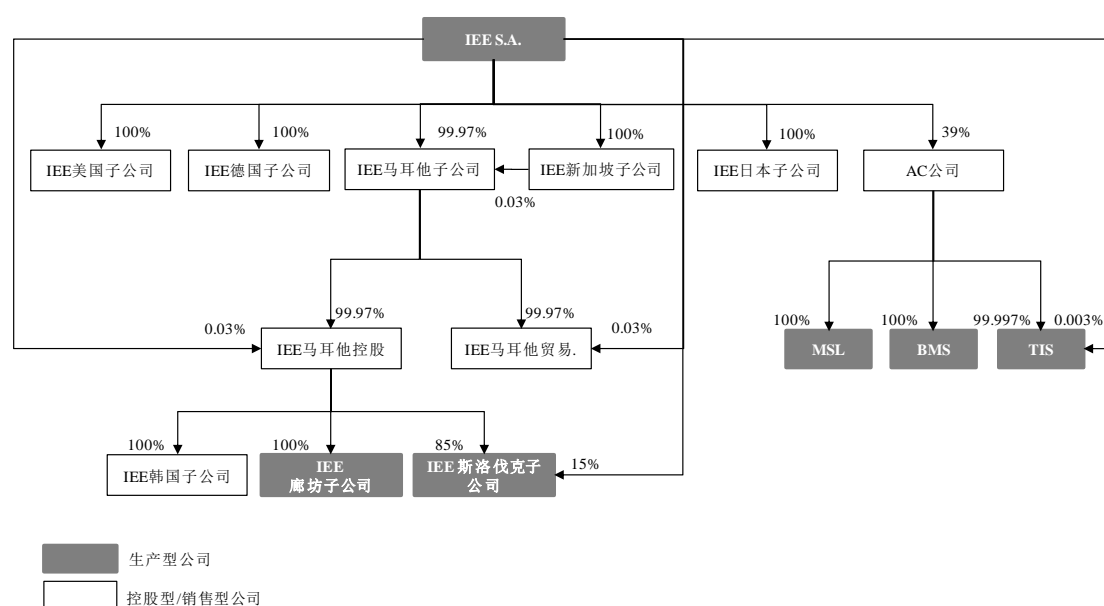 IEE S.A.
100%
100%
99.97%
100%
100%
39%
IEE美国子公司
IEE德国子公司
IEE马耳他子公司
IEE新加坡子公司
IEE日本子公司
AC公司
0.03%
99.97%
99.97%
0.03%
0.03%
100%
100%
99.997%
0.003%
IEE马耳他控股
IEE马耳他贸易.
MSL
BMS
TIS
100%
100%
85%
15%
IEE韩国子公司
IEE
廊坊子公司
IEE斯洛伐克子
公司
生产型公司
控股型/销售型公司